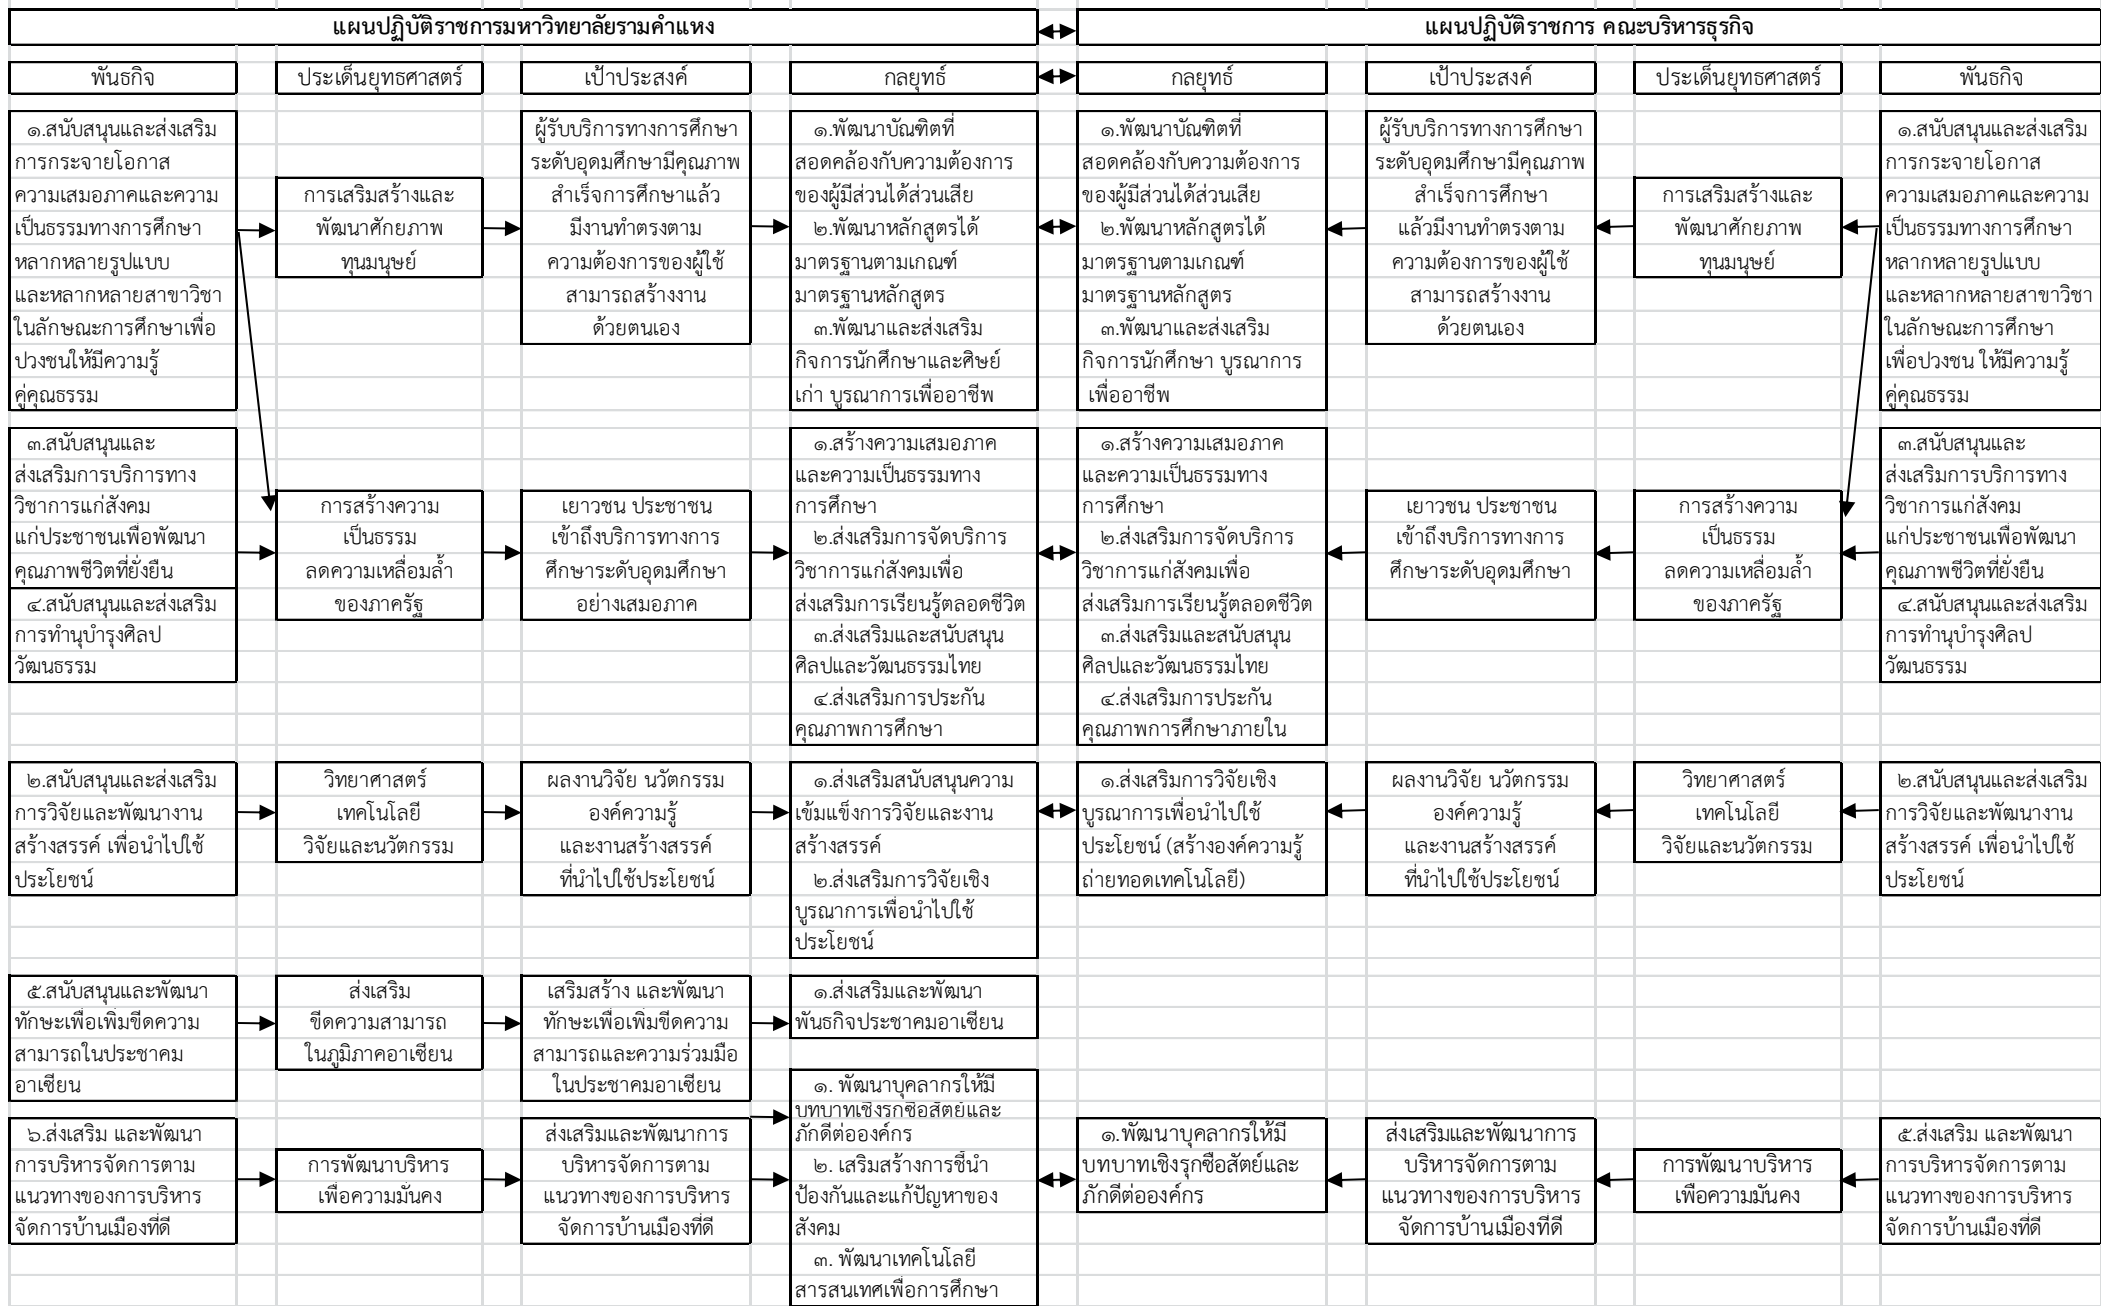 แผนปฏิบัติราชการมหาวิทยาลัยรามคำแหง
แผนปฏิบัติราชการ คณะบริหารธุรกิจ
พันธกิจ
ประเด็นยุทธศาสตร์
เป้าประสงค์
กลยุทธ์
กลยุทธ์
เป้าประสงค์
ประเด็นยุทธศาสตร์
พันธกิจ
๑.สนับสนุนและส่งเสริม
การกระจายโอกาส
ความเสมอภาคและความ
เป็นธรรมทางการศึกษา
หลากหลายรูปแบบ
และหลากหลายสาขาวิชา
ในลักษณะการศึกษาเพื่อ
ปวงชนให้มีความรู้
คู่คุณธรรม
การเสริมสร้างและ
พัฒนาศักยภาพ
ทุนมนุษย์
ผู้รับบริการทางการศึกษา
ระดับอุดมศึกษามีคุณภาพ
สำเร็จการศึกษาแล้ว
มีงานทำตรงตาม
ความต้องการของผู้ใช้
สามารถสร้างงาน
ด้วยตนเอง
๑.พัฒนาบัณฑิตที่
สอดคล้องกับความต้องการ
ของผู้มีส่วนได้ส่วนเสีย
๒.พัฒนาหลักสูตรได้
มาตรฐานตามเกณฑ์
มาตรฐานหลักสูตร
๓.พัฒนาและส่งเสริม
กิจการนักศึกษาและศิษย์
เก่า บูรณาการเพื่ออาชีพ
๑.พัฒนาบัณฑิตที่
สอดคล้องกับความต้องการ
ของผู้มีส่วนได้ส่วนเสีย
๒.พัฒนาหลักสูตรได้
มาตรฐานตามเกณฑ์
มาตรฐานหลักสูตร
๓.พัฒนาและส่งเสริม
กิจการนักศึกษา บูรณาการ
เพื่ออาชีพ
ผู้รับบริการทางการศึกษา
ระดับอุดมศึกษามีคุณภาพ
สำเร็จการศึกษา
แล้วมีงานทำตรงตาม
ความต้องการของผู้ใช้
สามารถสร้างงาน
ด้วยตนเอง
การเสริมสร้างและ
พัฒนาศักยภาพ
ทุนมนุษย์
๑.สนับสนุนและส่งเสริม
การกระจายโอกาส
ความเสมอภาคและความ
เป็นธรรมทางการศึกษา
หลากหลายรูปแบบ
และหลากหลายสาขาวิชา
ในลักษณะการศึกษา
เพื่อปวงชน ให้มีความรู้
คู่คุณธรรม
๓.สนับสนุนและ
ส่งเสริมการบริการทาง
วิชาการแก่สังคม
แก่ประชาชนเพื่อพัฒนา
คุณภาพชีวิตที่ยั่งยืน
๔.สนับสนุนและส่งเสริม
การทำนุบำรุงศิลป
วัฒนธรรม
การสร้างความ
เป็นธรรม
ลดความเหลื่อมล้ำ
ของภาครัฐ
เยาวชน ประชาชน
เข้าถึงบริการทางการ
ศึกษาระดับอุดมศึกษา
อย่างเสมอภาค
๑.สร้างความเสมอภาค
และความเป็นธรรมทาง
การศึกษา
๒.ส่งเสริมการจัดบริการ
วิชาการแก่สังคมเพื่อ
ส่งเสริมการเรียนรู้ตลอดชีวิต
๓.ส่งเสริมและสนับสนุน
ศิลปและวัฒนธรรมไทย
๔.ส่งเสริมการประกัน
คุณภาพการศึกษา
๑.สร้างความเสมอภาค
และความเป็นธรรมทาง
การศึกษา
๒.ส่งเสริมการจัดบริการ
วิชาการแก่สังคมเพื่อ
ส่งเสริมการเรียนรู้ตลอดชีวิต
๓.ส่งเสริมและสนับสนุน
ศิลปและวัฒนธรรมไทย
๔.ส่งเสริมการประกัน
คุณภาพการศึกษาภายใน
เยาวชน ประชาชน
เข้าถึงบริการทางการ
ศึกษาระดับอุดมศึกษา
การสร้างความ
เป็นธรรม
ลดความเหลื่อมล้ำ
ของภาครัฐ
๓.สนับสนุนและ
ส่งเสริมการบริการทาง
วิชาการแก่สังคม
แก่ประชาชนเพื่อพัฒนา
คุณภาพชีวิตที่ยั่งยืน
๔.สนับสนุนและส่งเสริม
การทำนุบำรุงศิลป
วัฒนธรรม
๒.สนับสนุนและส่งเสริม
การวิจัยและพัฒนางาน
สร้างสรรค์ เพื่อนำไปใช้
ประโยชน์
วิทยาศาสตร์
เทคโนโลยี
วิจัยและนวัตกรรม
ผลงานวิจัย นวัตกรรม
องค์ความรู้
และงานสร้างสรรค์
ที่นำไปใช้ประโยชน์
๑.ส่งเสริมสนับสนุนความ
เข้มแข็งการวิจัยและงาน
สร้างสรรค์
๒.ส่งเสริมการวิจัยเชิง
บูรณาการเพื่อนำไปใช้
ประโยชน์
๑.ส่งเสริมการวิจัยเชิง
บูรณาการเพื่อนำไปใช้
ประโยชน์ (สร้างองค์ความรู้
ถ่ายทอดเทคโนโลยี)
ผลงานวิจัย นวัตกรรม
องค์ความรู้
และงานสร้างสรรค์
ที่นำไปใช้ประโยชน์
วิทยาศาสตร์
เทคโนโลยี
วิจัยและนวัตกรรม
๒.สนับสนุนและส่งเสริม
การวิจัยและพัฒนางาน
สร้างสรรค์ เพื่อนำไปใช้
ประโยชน์
๕.สนับสนุนและพัฒนา
ทักษะเพื่อเพิ่มขีดความ
สามารถในประชาคม
อาเซียน
ส่งเสริม
ขีดความสามารถ
ในภูมิภาคอาเซียน
เสริมสร้าง และพัฒนา
ทักษะเพื่อเพิ่มขีดความ
สามารถและความร่วมมือ
ในประชาคมอาเซียน
๑.ส่งเสริมและพัฒนา
พันธกิจประชาคมอาเซียน
๖.ส่งเสริม และพัฒนา
การบริหารจัดการตาม
แนวทางของการบริหาร
จัดการบ้านเมืองที่ดี
การพัฒนาบริหาร
เพื่อความมั่นคง
ส่งเสริมและพัฒนาการ
บริหารจัดการตาม
แนวทางของการบริหาร
จัดการบ้านเมืองที่ดี
๑. พัฒนาบุคลากรให้มี
บทบาทเชิงรุกซื่อสัตย์และ
ภักดีต่อองค์กร
๒. เสริมสร้างการชี้นำ
ป้องกันและแก้ปัญหาของ
สังคม
๓. พัฒนาเทคโนโลยี
สารสนเทศเพื่อการศึกษา
๑.พัฒนาบุคลากรให้มี
บทบาทเชิงรุกซื่อสัตย์และ
ภักดีต่อองค์กร
ส่งเสริมและพัฒนาการ
บริหารจัดการตาม
แนวทางของการบริหาร
จัดการบ้านเมืองที่ดี
การพัฒนาบริหาร
เพื่อความมั่นคง
๕.ส่งเสริม และพัฒนา
การบริหารจัดการตาม
แนวทางของการบริหาร
จัดการบ้านเมืองที่ดี